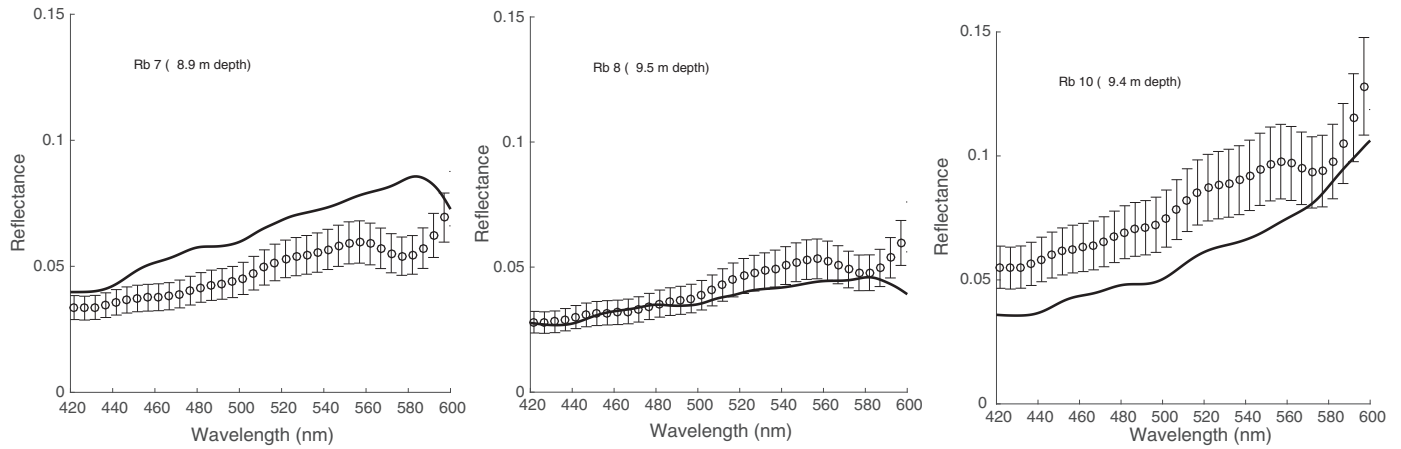 0.15
Rb 7 ( 8.9 m depth)
0.1
Reflectance
0.05
0
420 440 460 480 500 520 540 560 580 600
Wavelength (nm)
0.15
Rb 8 ( 9.5 m depth)
0.1
Reflectance
0.05
0
420 440 460 480 500 520 540 560 580 600
Wavelength (nm)
0.15
Rb 10 ( 9.4 m depth)
0.1
Reflectance
0.05
0
420 440 460 480 500 520 540 560 580 600
Wavelength (nm)